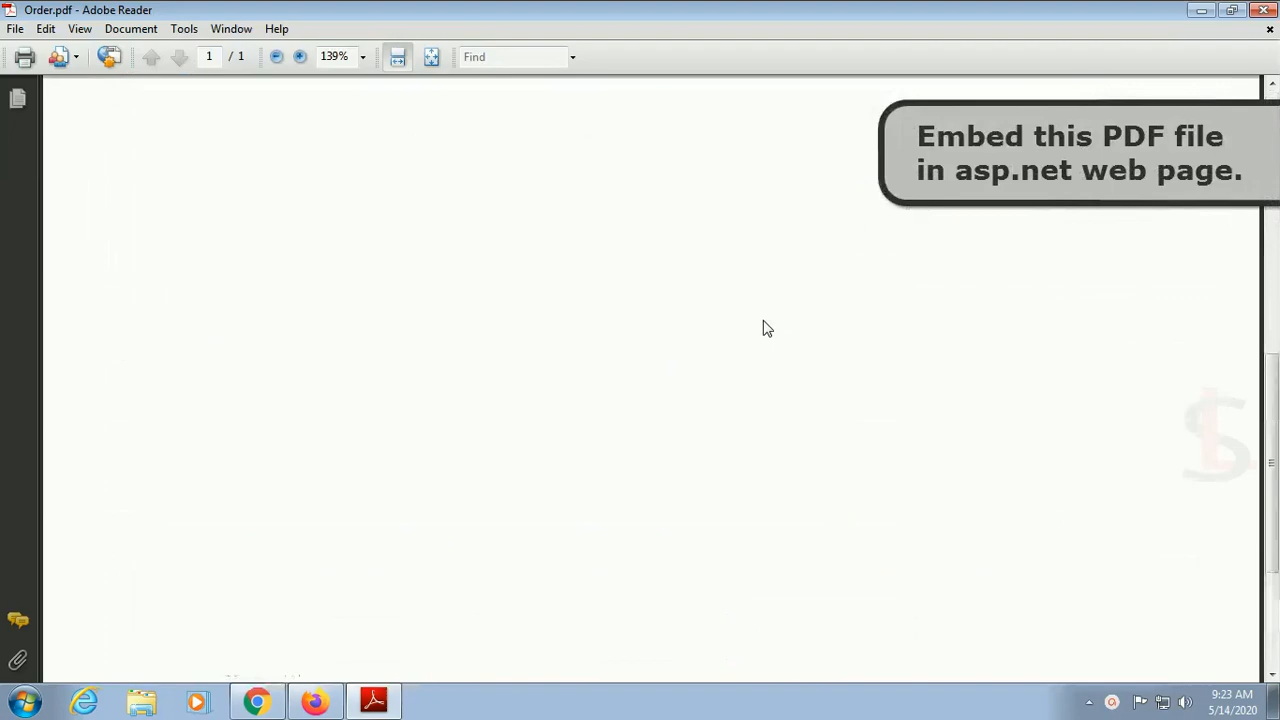 Order.pdf - Adobe Reader
File Edit View Document Tools Window Help
1 / 1 139% Find
Embed this PDF file
in asp.net web page.
SL
9:23 AM
5/14/2020